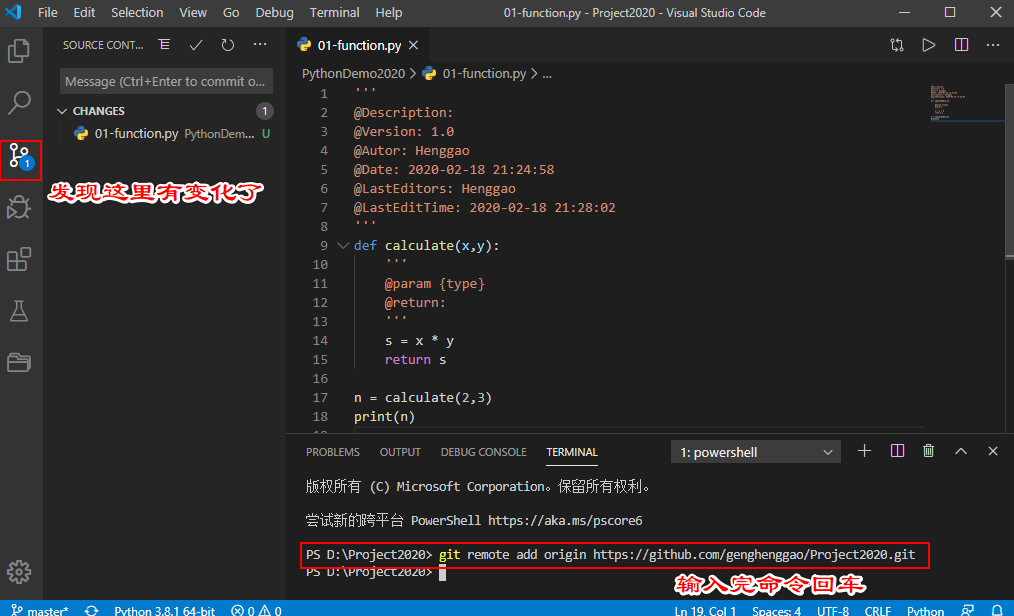 File Edit Selection View Go Debug Terminal Help 01-function.py - Project2020 - Visual Studio Code
SOURCE CONT...
01-function.py
Message (Ctrl+Enter to commit o...
PythonDemo2020 > 01-function.py > ...
CHANGES 1
01-function.py PythonDem... U
1
发现这里有变化了
1 '''
2 @Description:
3 @Version: 1.0
4 @Autor: Henggao
5 @Date: 2020-02-18 21:24:58
6 @LastEditors: Henggao
7 @LastEditTime: 2020-02-18 21:28:02
8 '''
9 def calculate(x,y):
10 '''
11 @param {type}
12 @return:
13 '''
14 s = x * y
15 return s
16
17 n = calculate(2,3)
18 print(n)
PROBLEMS OUTPUT DEBUG CONSOLE TERMINAL 1: powershell
版权所有 (C) Microsoft Corporation。保留所有权利。
尝试新的跨平台 PowerShell https://aka.ms/pscore6
PS D:\Project2020> git remote add origin https://github.com/genghenggao/Project2020.git
PS D:\Project2020>
输入完命令回车
master* Python 3.8.1 64-bit 0 0 Ln 19, Col 1 Spaces: 4 UTF-8 CRLF Python